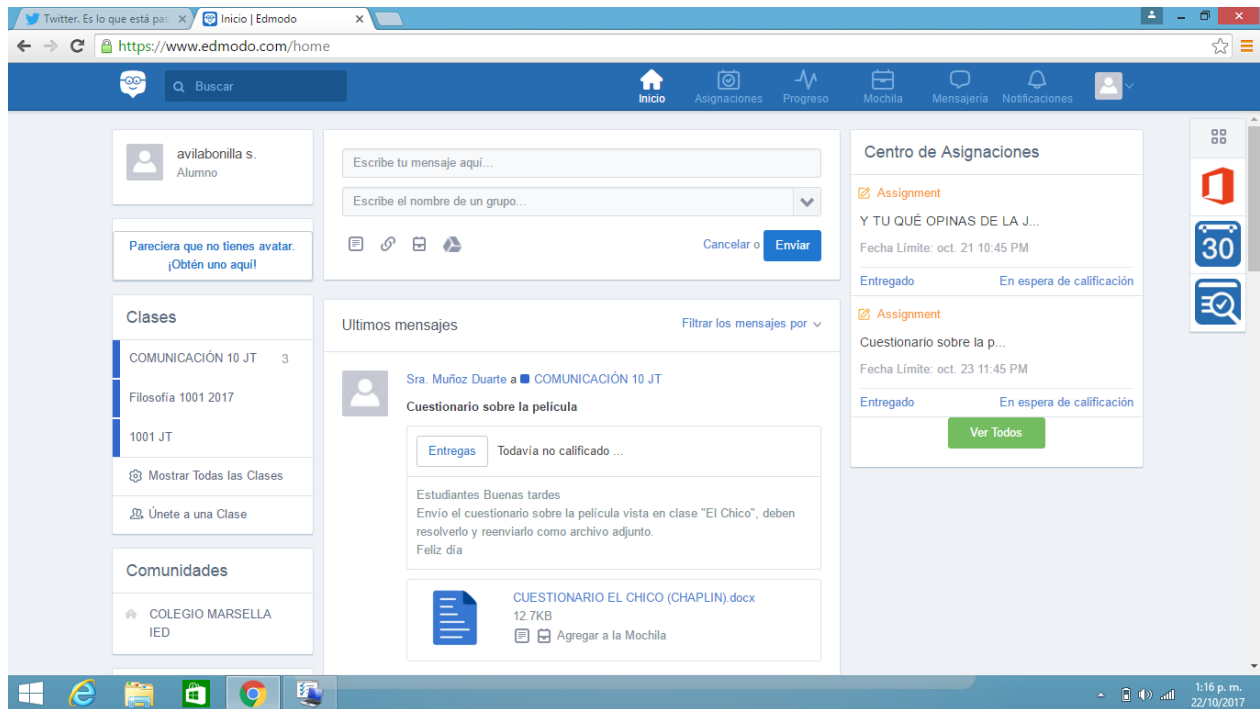 Twitter. Es lo que está pas
Inicio | Edmodo
https://www.edmodo.com/home
Buscar
Inicio
Asignaciones
Progreso
Mochila
Mensajería
Notificaciones
avilabonilla s.
Alumno
Pareciera que no tienes avatar.
¡Obtén uno aquí!
Clases
COMUNICACIÓN 10 JT 3
Filosofía 1001 2017
1001 JT
Mostrar Todas las Clases
Únete a una Clase
Comunidades
COLEGIO MARSELLA
IED
Escribe tu mensaje aquí...
Escribe el nombre de un grupo...
Cancelar o Enviar
Ultimos mensajes
Filtrar los mensajes por
Sra. Muñoz Duarte a COMUNICACIÓN 10 JT
Cuestionario sobre la película
Entregas Todavía no calificado ...
Estudiantes Buenas tardes
Envío el cuestionario sobre la película vista en clase "El Chico", deben
resolverlo y reenviarlo como archivo adjunto.
Feliz día
CUESTIONARIO EL CHICO (CHAPLIN).docx
12.7KB
Agregar a la Mochila
Centro de Asignaciones
Assignment
Y TU QUÉ OPINAS DE LA J...
Fecha Límite: oct. 21 10:45 PM
Entregado En espera de calificación
Assignment
Cuestionario sobre la p...
Fecha Límite: oct. 23 11:45 PM
Entregado En espera de calificación
Ver Todos
30
1:16 p. m.
22/10/2017